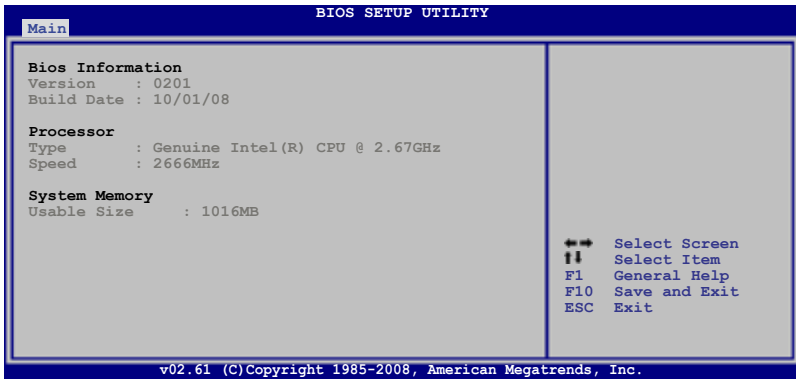 BIOS SETUP UTILITY
Main
Bios Information
Version : 0201
Build Date : 10/01/08
Processor
Type : Genuine Intel(R) CPU @ 2.67GHz
Speed : 2666MHz
System Memory
Usable Size : 1016MB
←→ Select Screen
↑↓ Select Item
F1 General Help
F10 Save and Exit
ESC Exit
v02.61 (C)Copyright 1985-2008, American Megatrends, Inc.